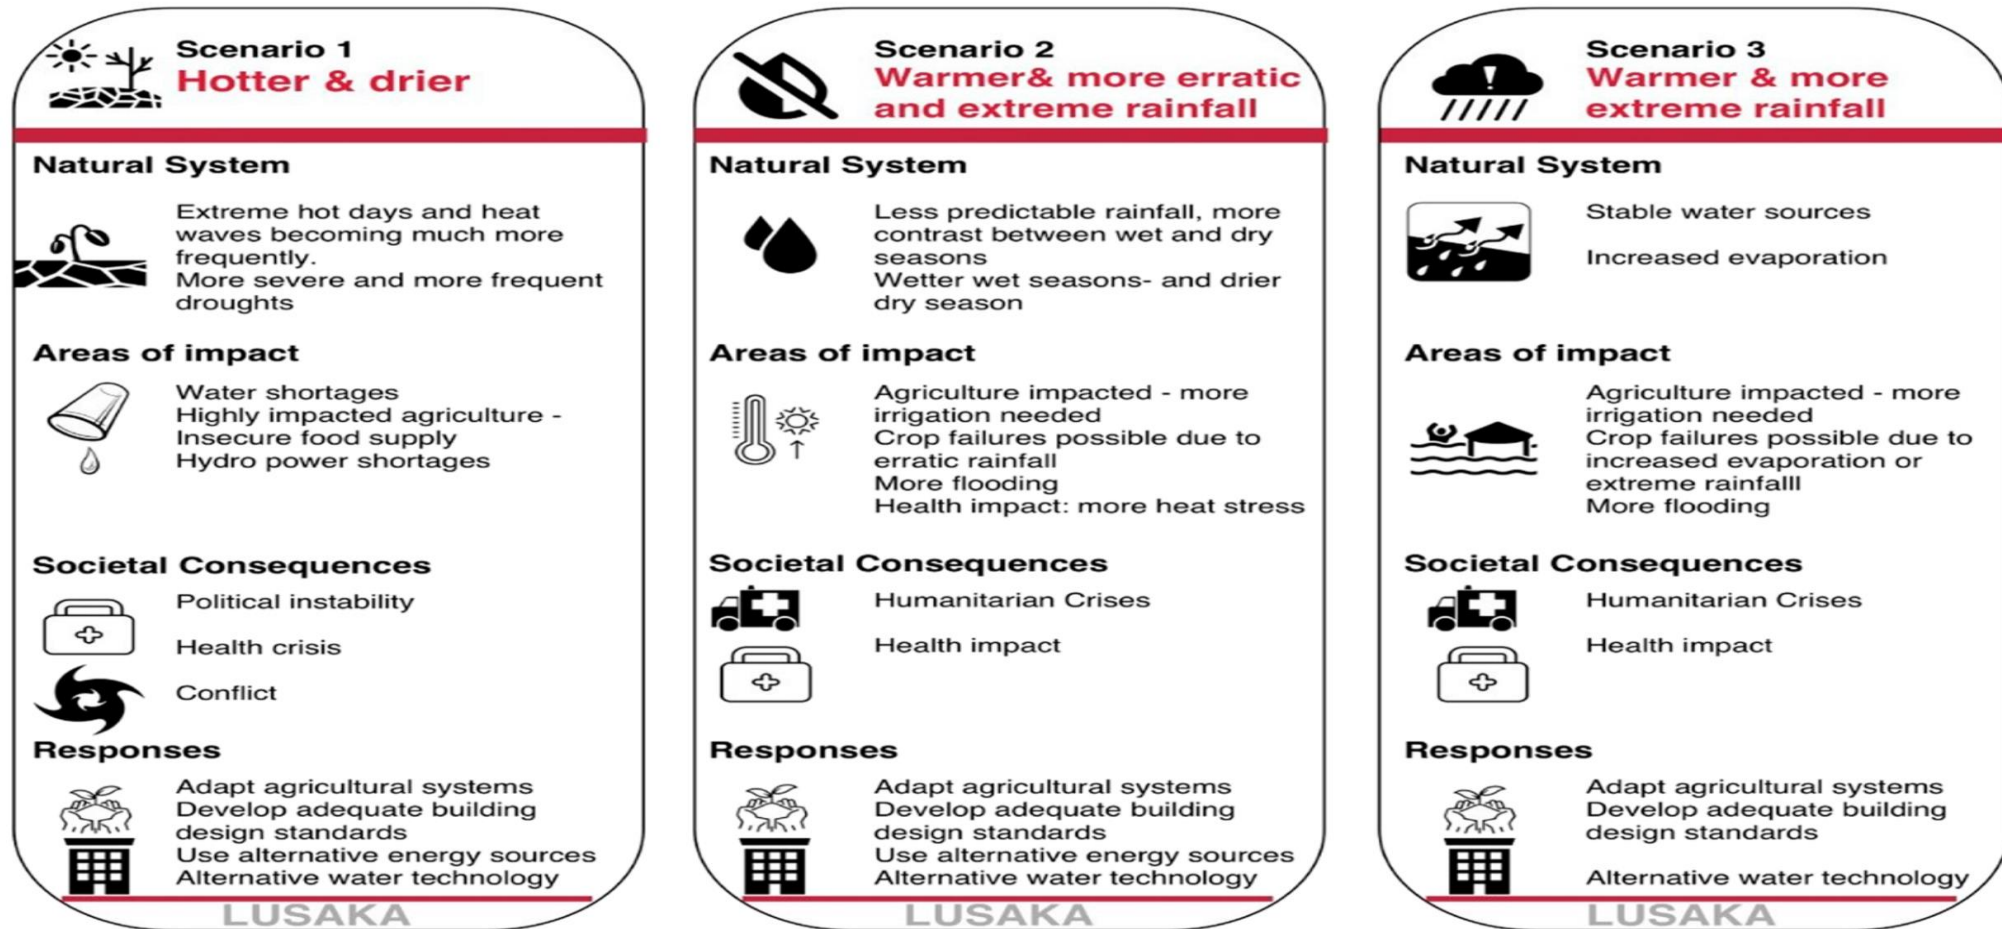 Scenario 1
Hotter & drier
Natural System
Extreme hot days and heat
waves becoming much more
frequently.
More severe and more frequent
droughts
Areas of impact
Water shortages
Highly impacted agriculture -
Insecure food supply
Hydro power shortages
Societal Consequences
Political instability
Health crisis
Conflict
Responses
Adapt agricultural systems
Develop adequate building
design standards
Use alternative energy sources
Alternative water technology
LUSAKA
Scenario 2
Warmer& more erratic
and extreme rainfall
Natural System
Less predictable rainfall, more
contrast between wet and dry
seasons
Wetter wet seasons- and drier
dry season
Areas of impact
Agriculture impacted - more
irrigation needed
Crop failures possible due to
erratic rainfall
More flooding
Health impact: more heat stress
Societal Consequences
Humanitarian Crises
Health impact
Responses
Adapt agricultural systems
Develop adequate building
design standards
Use alternative energy sources
Alternative water technology
LUSAKA
Scenario 3
Warmer & more
extreme rainfall
Natural System
Stable water sources
Increased evaporation
Areas of impact
Agriculture impacted - more
irrigation needed
Crop failures possible due to
increased evaporation or
extreme rainfalll
More flooding
Societal Consequences
Humanitarian Crises
Health impact
Responses
Adapt agricultural systems
Develop adequate building
design standards
Alternative water technology
LUSAKA